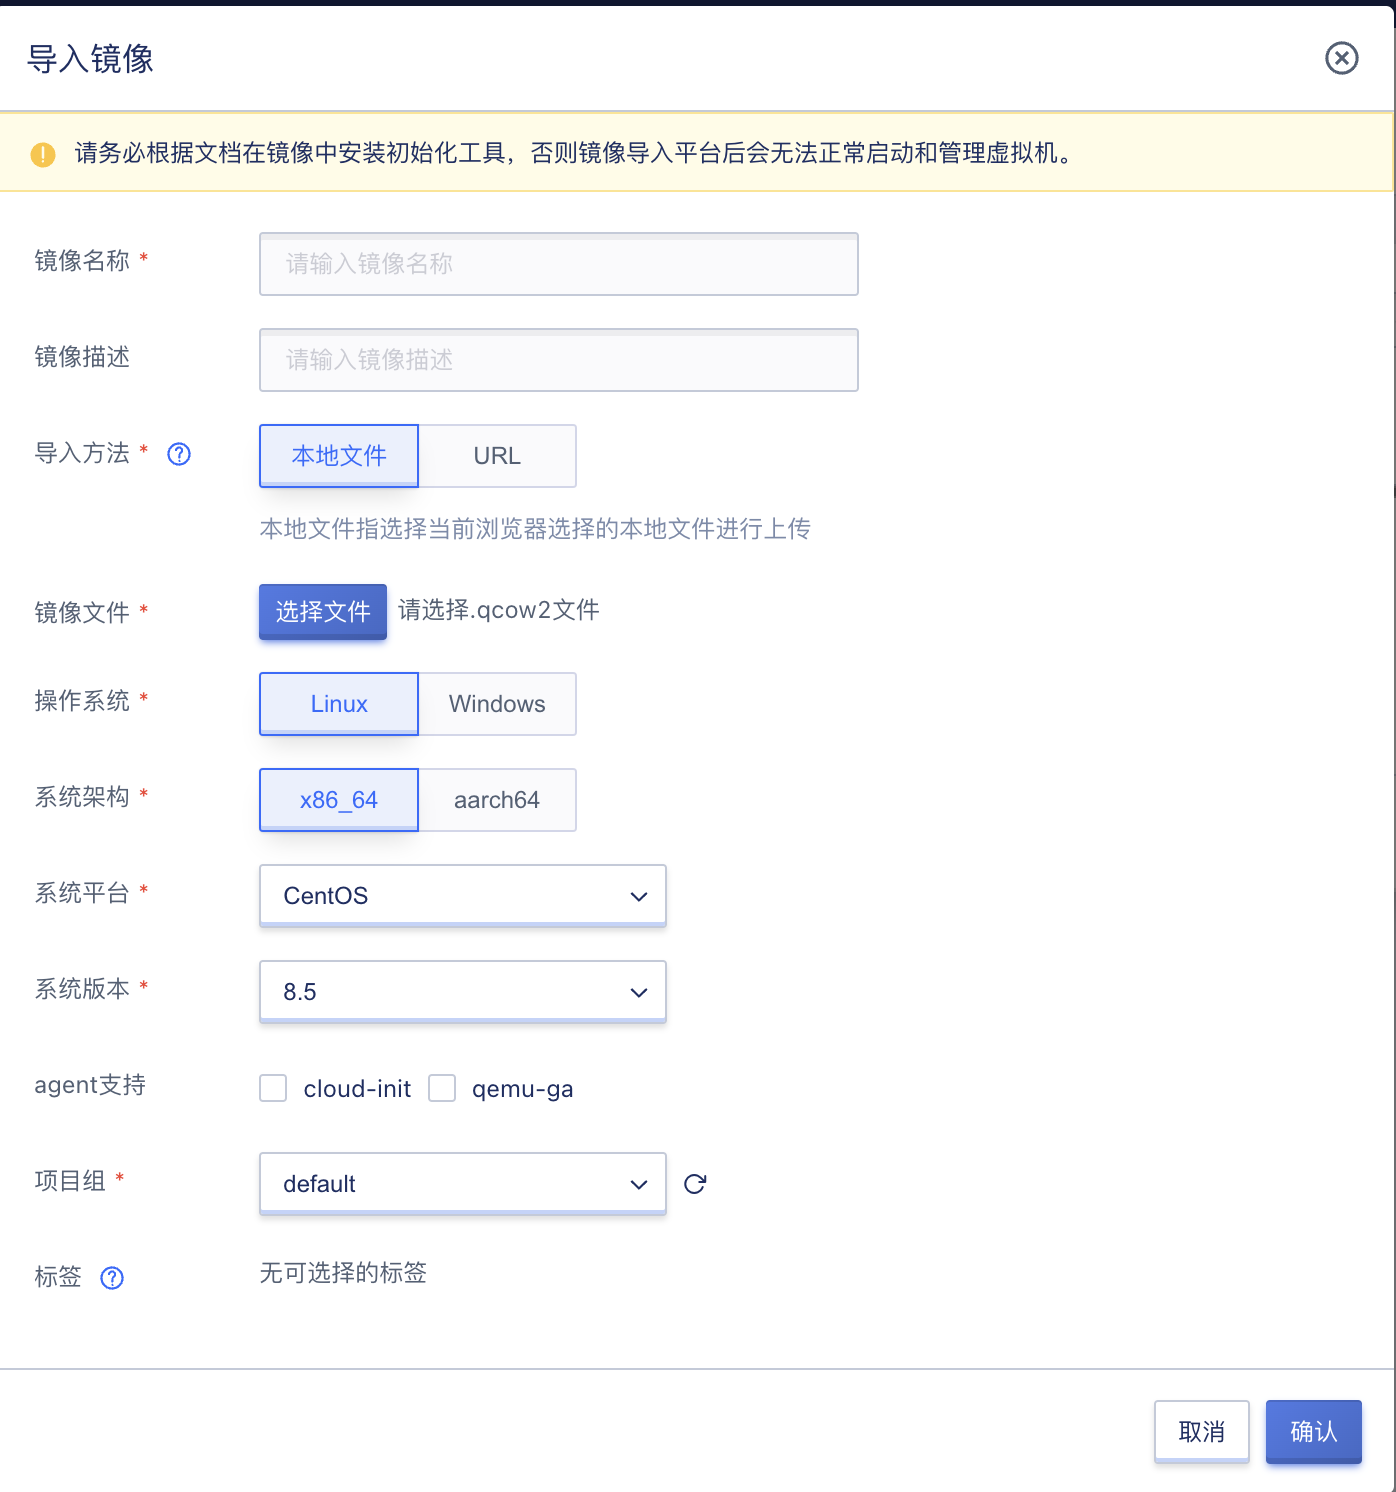 导入镜像
请务必根据文档在镜像中安装初始化工具，否则镜像导入平台后会无法正常启动和管理虚拟机。
镜像名称 * 请输入镜像名称
镜像描述 请输入镜像描述
导入方法 * 本地文件 URL
本地文件指选择当前浏览器选择的本地文件进行上传
镜像文件 * 选择文件 请选择.qcow2文件
操作系统 * Linux Windows
系统架构 * x86_64 aarch64
系统平台 * CentOS
系统版本 * 8.5
agent支持 cloud-init qemu-ga
项目组 * default
标签 无可选择的标签
取消 确认